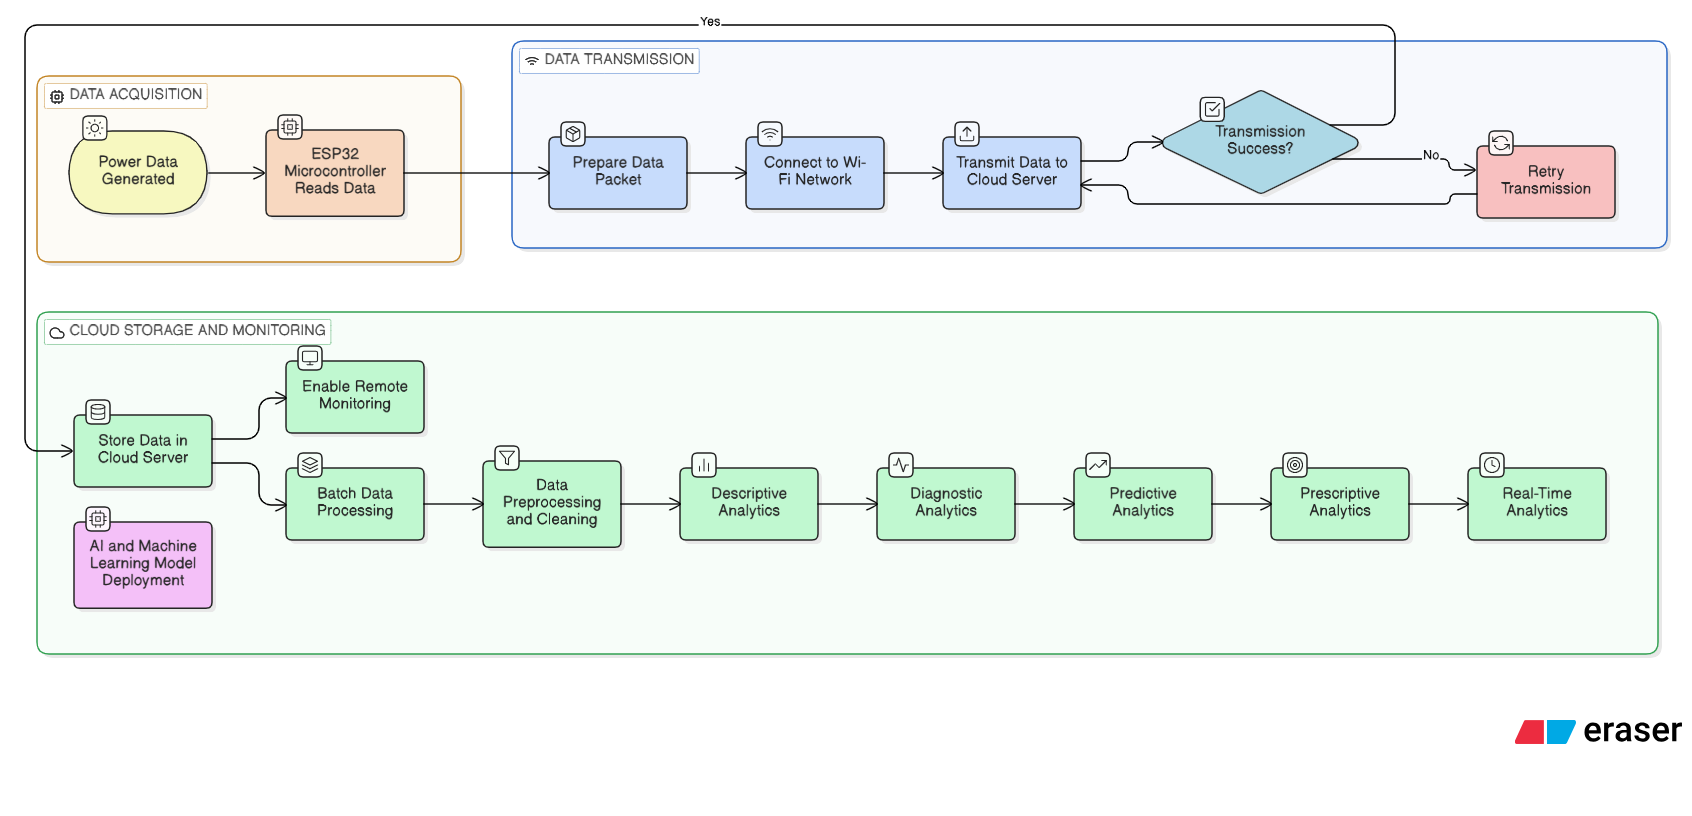 Yes
DATA TRANSMISSION
DATA ACQUISITION
Power Data
Generated
ESP32
Microcontroller
Reads Data
Prepare Data
Packet
Connect to Wi-
Fi Network
Transmit Data to
Cloud Server
Transmission
Success?
No
Retry
Transmission
CLOUD STORAGE AND MONITORING
Enable Remote
Monitoring
Store Data in
Cloud Server
Batch Data
Processing
Data
Preprocessing
and Cleaning
Descriptive
Analytics
Diagnostic
Analytics
Predictive
Analytics
Prescriptive
Analytics
Real-Time
Analytics
AI and Machine
Learning Model
Deployment
eraser